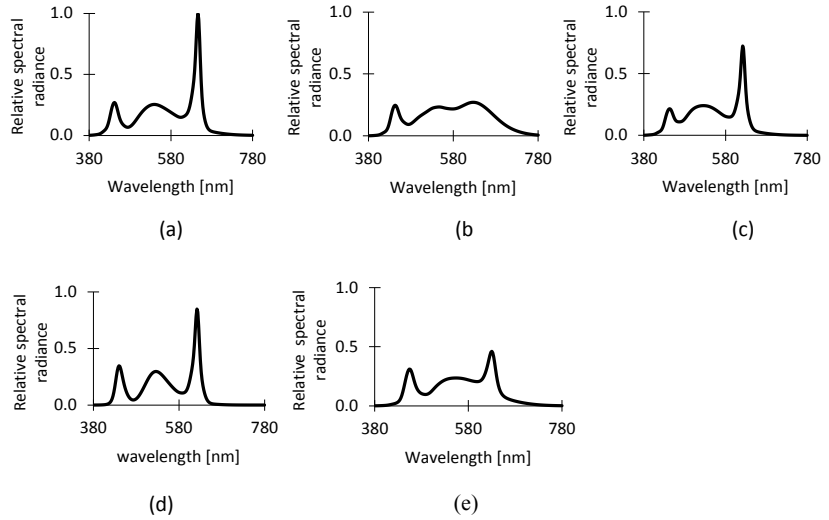 Relative spectral
radiance
1.0
0.5
0.0
380 580 780
Wavelength [nm]
(a)
Relative spectral
radiance
1.0
0.5
0.0
380 580 780
Wavelength [nm]
(b)
Relative spectral
radiance
1.0
0.5
0.0
380 580 780
Wavelength [nm]
(c)
Relative spectral
radiance
1.0
0.5
0.0
380 580 780
wavelength [nm]
(d)
Relative spectral
radiance
1.0
0.5
0.0
380 580 780
Wavelength [nm]
(e)